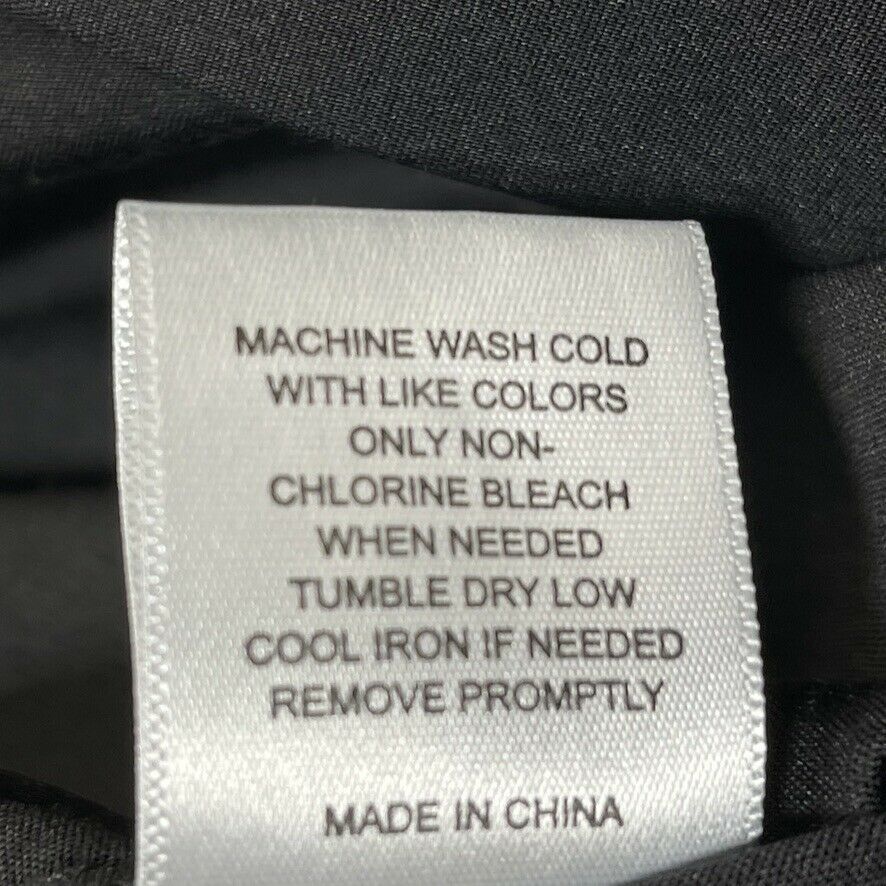 MACHINE WASH COLD
WITH LIKE COLORS
ONLY NON-
CHLORINE BLEACH
WHEN NEEDED
TUMBLE DRY LOW
COOL IRON IF NEEDED
REMOVE PROMPTLY
MADE IN CHINA